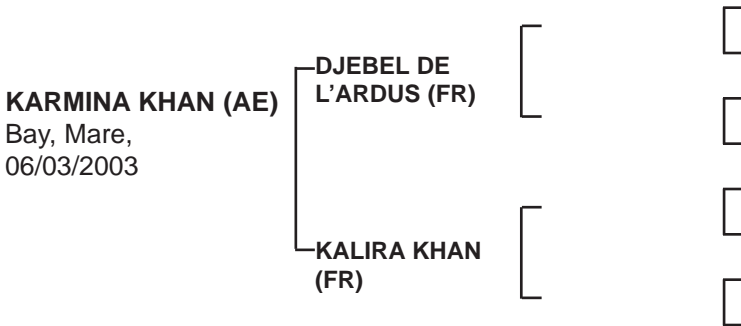 DJEBEL DE
L'ARDUS (FR)
KARMINA KHAN (AE)
Bay, Mare,
06/03/2003
KALIRA KHAN
(FR)